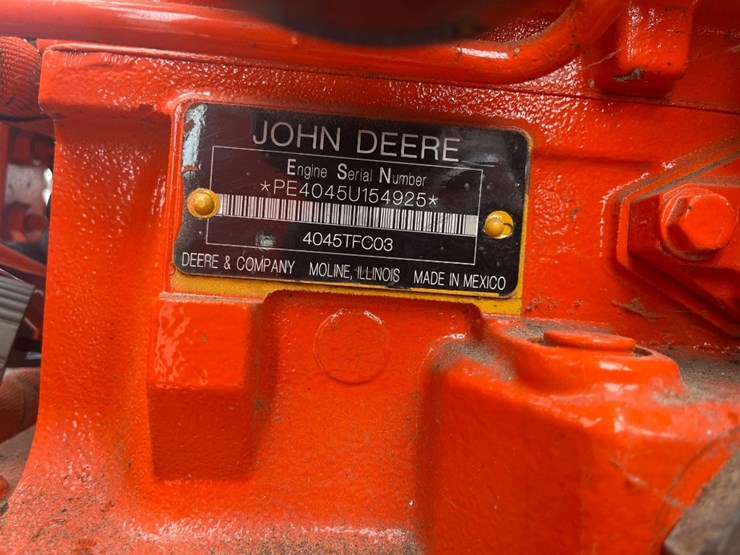 JOHN DEERE
Engine Serial Number
*PE4045U154925*
4045TFC03
DEERE & COMPANY MOLINE, ILLINOIS MADE IN MEXICO